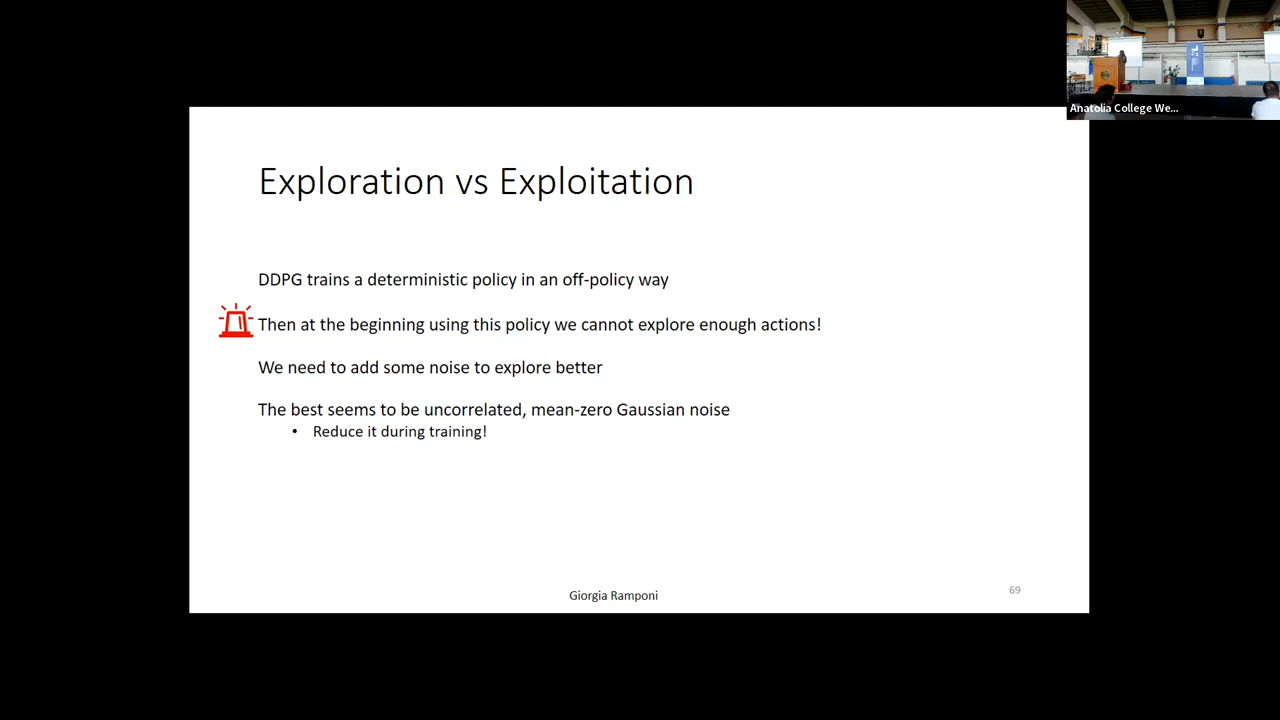 Anatolia College We...
Exploration vs Exploitation
DDPG trains a deterministic policy in an off-policy way
Then at the beginning using this policy we cannot explore enough actions!
We need to add some noise to explore better
The best seems to be uncorrelated, mean-zero Gaussian noise
• Reduce it during training!
Giorgia Ramponi
69